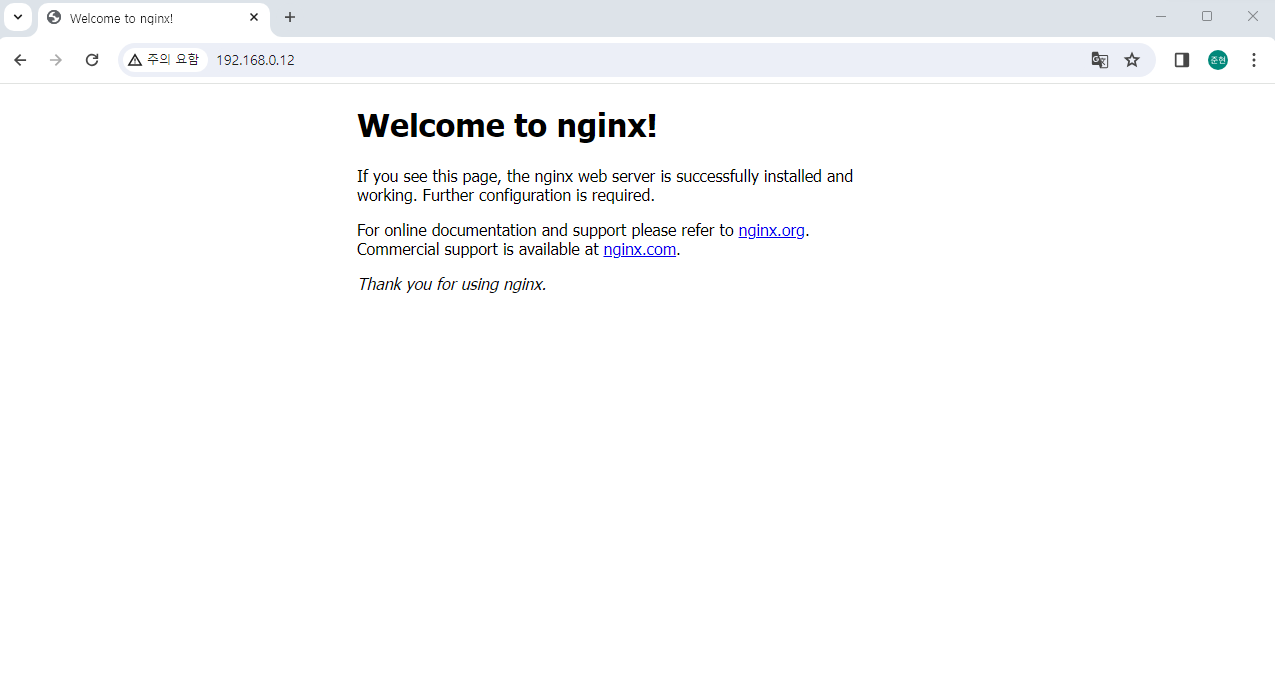 Welcome to nginx!
주의 요함 192.168.0.12
준현
Welcome to nginx!
If you see this page, the nginx web server is successfully installed and
working. Further configuration is required.
For online documentation and support please refer to nginx.org.
Commercial support is available at nginx.com.
Thank you for using nginx.